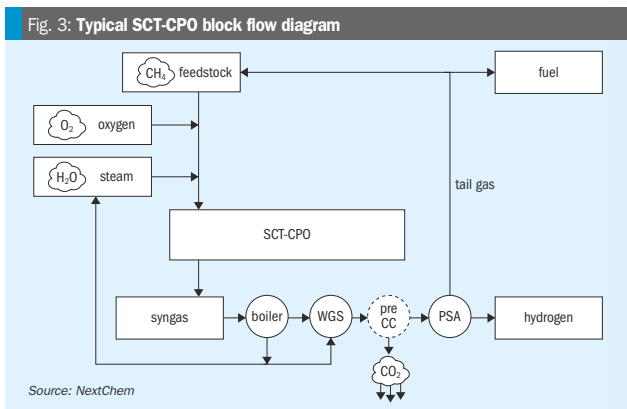 Fig. 3: Typical SCT-CPO block flow diagram
CH₄ feedstock
fuel
O₂ oxygen
H₂O steam
tail gas
SCT-CPO
syngas
boiler
WGS
pre
CC
PSA
hydrogen
CO₂
Source: NextChem